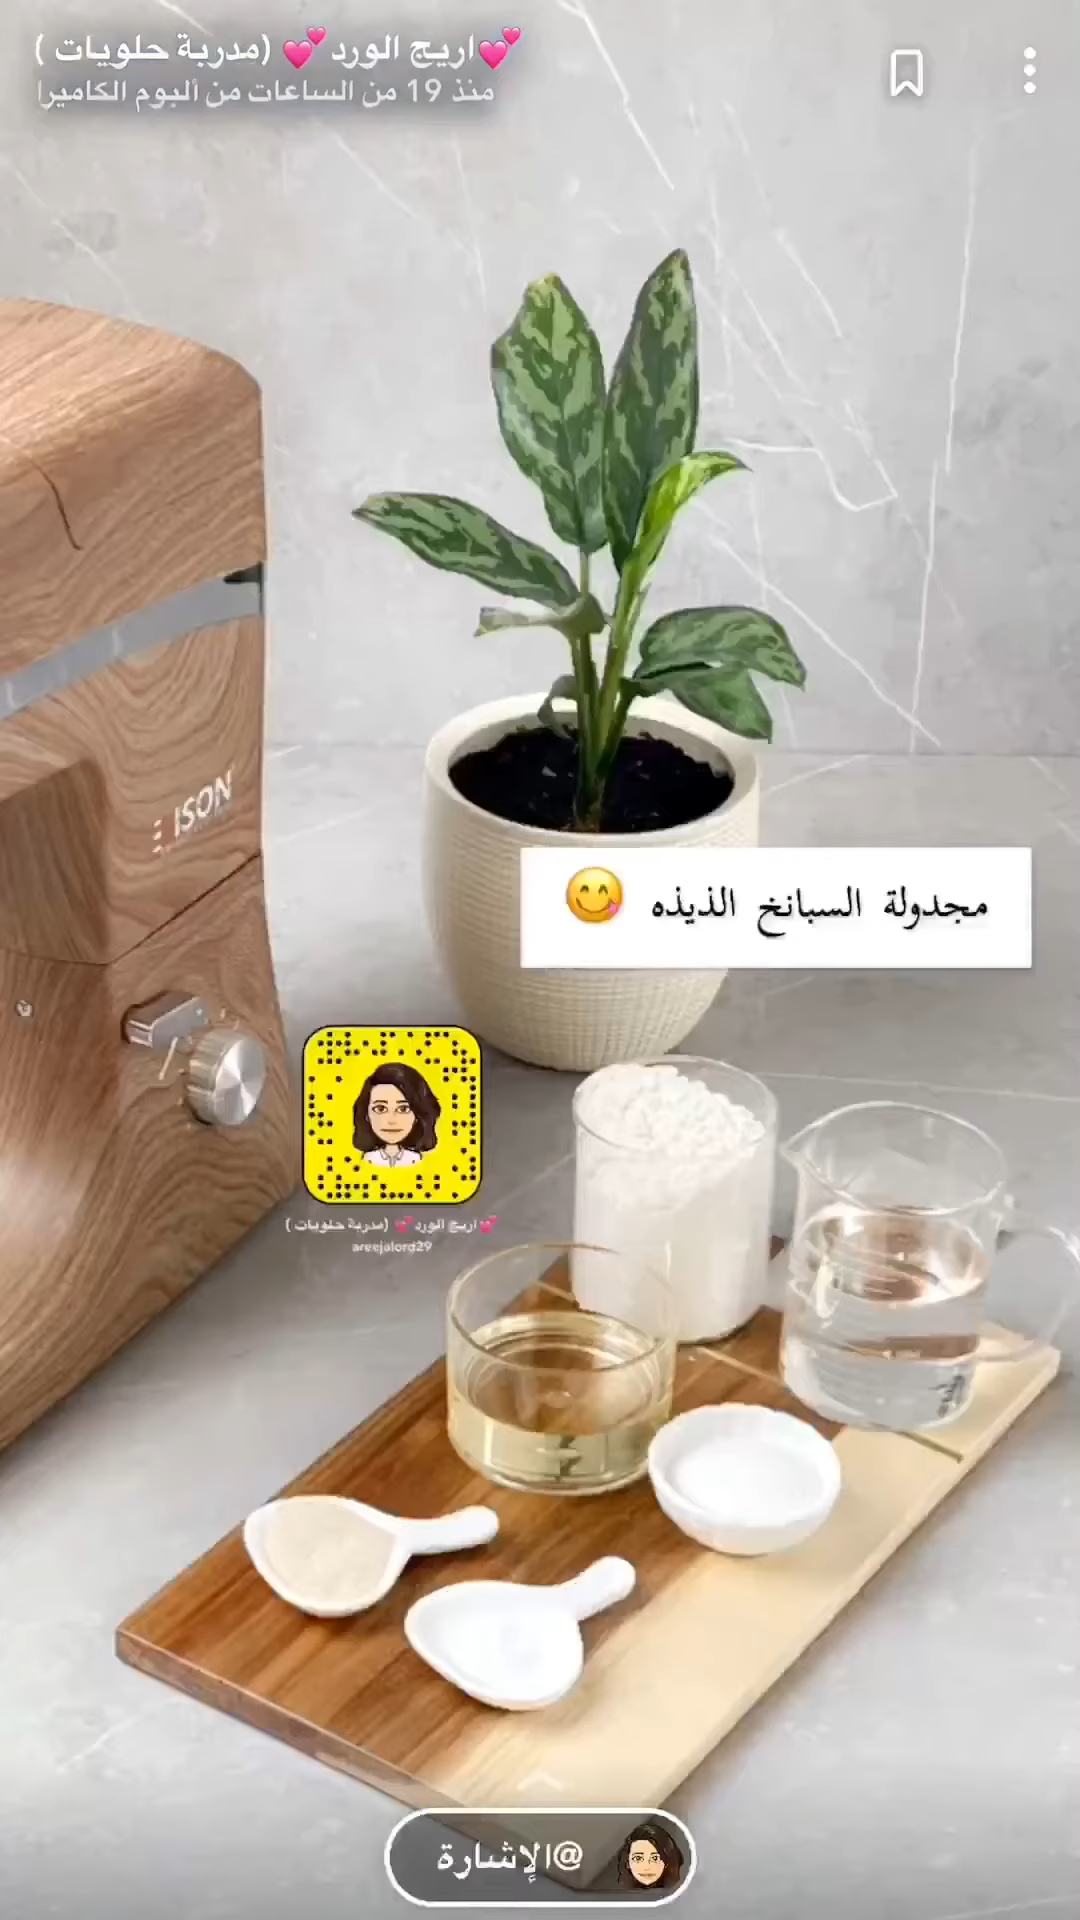 💕اريج الورد💕 (مدربة حلويات )
منذ 19 من الساعات من ألبوم الكاميرا
ISON
مجدولة السبانخ الذيذه 😋
💕اريج الورد💕 (مدربة حلويات )
areejalord29
@الإشارة